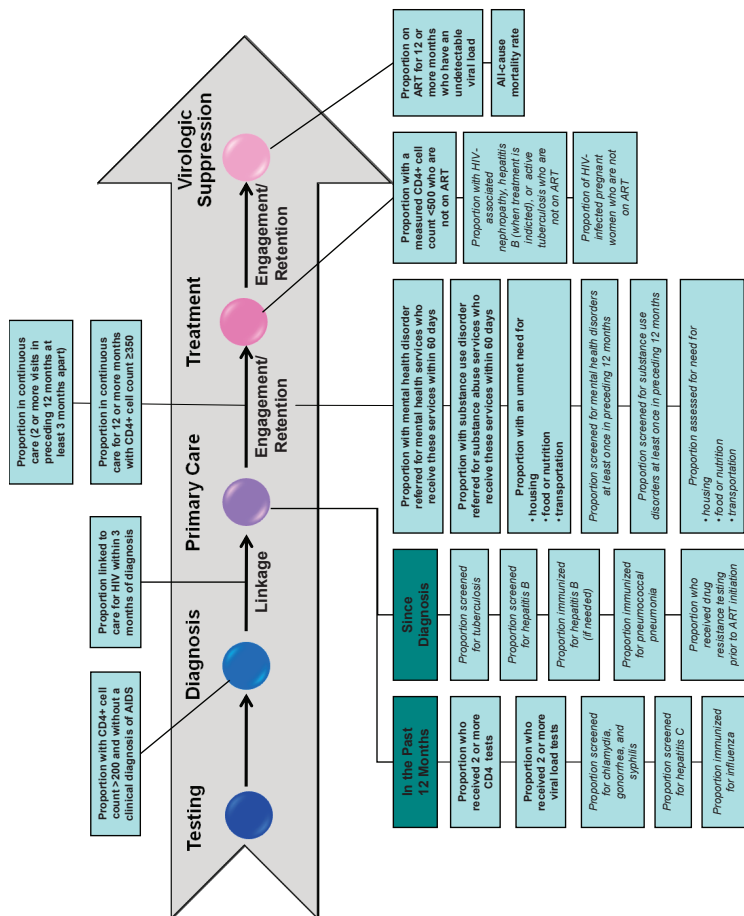 Proportion in continuous
care (2 or more visits in
preceding 12 months at
least 3 months apart)
Proportion in continuous
care for 12 or more months
with CD4+ cell count ≥350
Proportion linked to
care for HIV within 3
months of diagnosis
Proportion with CD4+ cell
count >200 and without a
clinical diagnosis of AIDS
Testing
Diagnosis
Primary Care
Treatment
Virologic
Suppression
Linkage
Engagement/
Retention
Engagement/
Retention
In the Past
12 Months
Proportion who
received 2 or more
CD4 tests
Proportion who
received 2 or more
viral load tests
Proportion screened
for chlamydia,
gonorrhea, and
syphilis
Proportion screened
for hepatitis C
Proportion immunized
for influenza
Since
Diagnosis
Proportion screened
for tuberculosis
Proportion screened
for hepatitis B
Proportion immunized
for hepatitis B
(if needed)
Proportion immunized
for pneumococcal
pneumonia
Proportion who
received drug
resistance testing
prior to ART initiation
Proportion with mental health disorder
referred for mental health services who
receive these services within 60 days
Proportion with substance use disorder
referred for substance abuse services who
receive these services within 60 days
Proportion with an unmet need for
• housing
• food or nutrition
• transportation
Proportion screened for mental health disorders
at least once in preceding 12 months
Proportion screened for substance use
disorders at least once in preceding 12 months
Proportion assessed for need for
• housing
• food or nutrition
• transportation
Proportion with a
measured CD4+ cell
count <500 who are
not on ART
Proportion with HIV-
associated
nephropathy, hepatitis
B (when treatment is
indicted), or active
tuberculosis who are
not on ART
Proportion of HIV-
infected pregnant
women who are not
on ART
Proportion on
ART for 12 or
more months
who have an
undetectable
viral load
All-cause
mortality rate